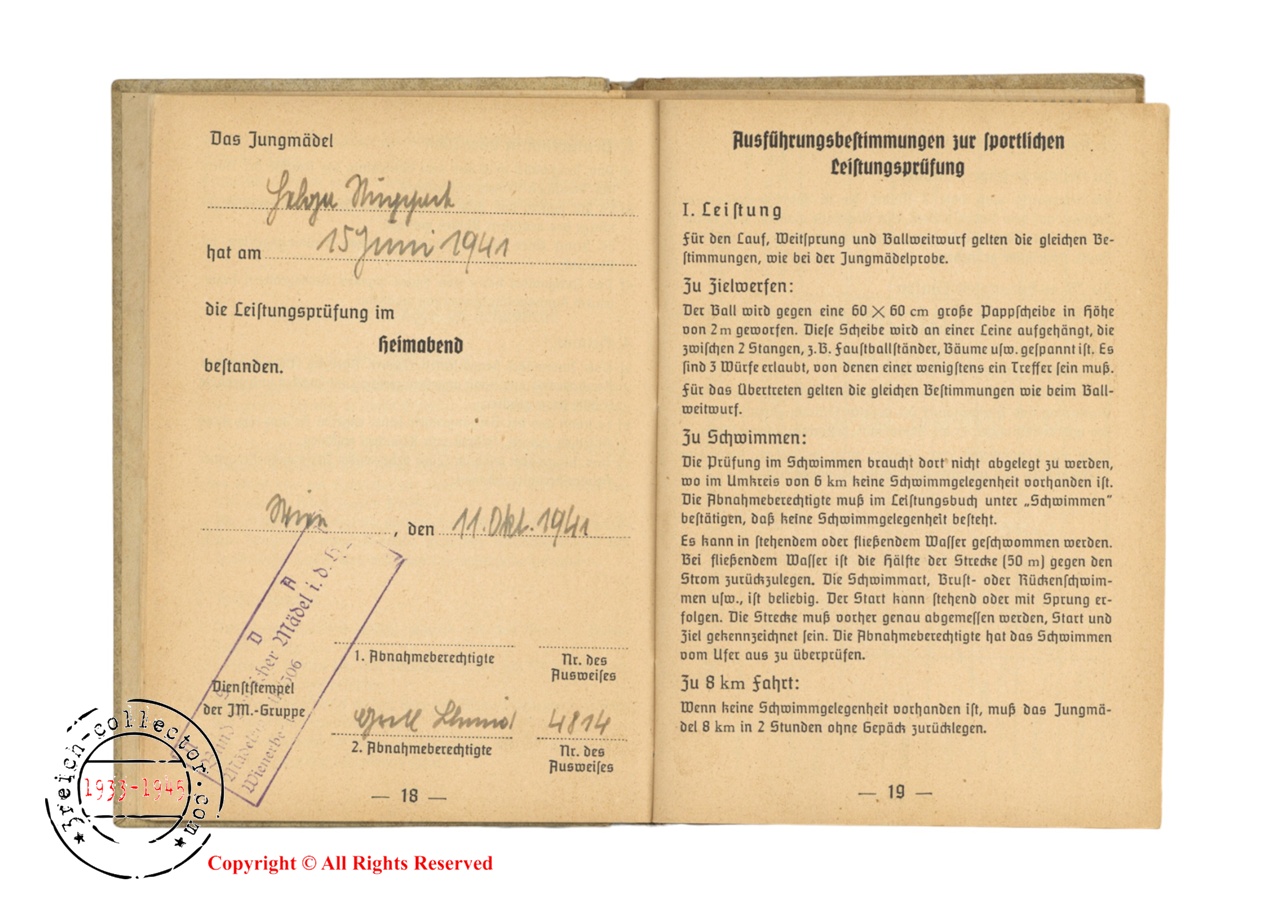 Das Jungmädel
Helga
hat am 15 Juni 1941
die Leistungsprüfung im
Heimabend
bestanden.
Wien, den 11. Okt. 1941
1. Abnahmeberechtigte
Nr. des
Ausweises
Dienststempel
der JM.-Gruppe
Mädel i. d. H.-
4814
2. Abnahmeberechtigte
Nr. des
Ausweises
— 18 —
Ausführungsbestimmungen zur sportlichen
Leistungsprüfung
I. Leistung
Für den Lauf, Weitsprung und Ballweitwurf gelten die gleichen Be-
stimmungen, wie bei der Jungmädelprobe.
Zu Zielwerfen:
Der Ball wird gegen eine 60 × 60 cm große Pappscheibe in Höhe
von 2 m geworfen. Diese Scheibe wird an einer Leine aufgehängt, die
zwischen 2 Stangen, z.B. Faustballständer, Bäume usw. gespannt ist. Es
sind 3 Würfe erlaubt, von denen einer wenigstens ein Treffer sein muß.
Für das Übertreten gelten die gleichen Bestimmungen wie beim Ball-
weitwurf.
Zu Schwimmen:
Die Prüfung im Schwimmen braucht dort nicht abgelegt zu werden,
wo im Umkreis von 6 km keine Schwimmgelegenheit vorhanden ist.
Die Abnahmeberechtigte muß im Leistungsbuch unter „Schwimmen"
bestätigen, daß keine Schwimmgelegenheit besteht.
Es kann in stehendem oder fließendem Wasser geschwommen werden.
Bei fließendem Wasser ist die Hälfte der Strecke (50 m) gegen den
Strom zurückzulegen. Die Schwimmart, Brust- oder Rückenschwim-
men usw., ist beliebig. Der Start kann stehend oder mit Sprung er-
folgen. Die Strecke muß vorher genau abgemessen werden, Start und
Ziel gekennzeichnet sein. Die Abnahmeberechtigte hat das Schwimmen
vom Ufer aus zu überprüfen.
Zu 8 km Fahrt:
Wenn keine Schwimmgelegenheit vorhanden ist, muß das Jungmä-
del 8 km in 2 Stunden ohne Gepäck zurücklegen.
— 19 —
3reich-collector.com
1933-1945
Copyright © All Rights Reserved